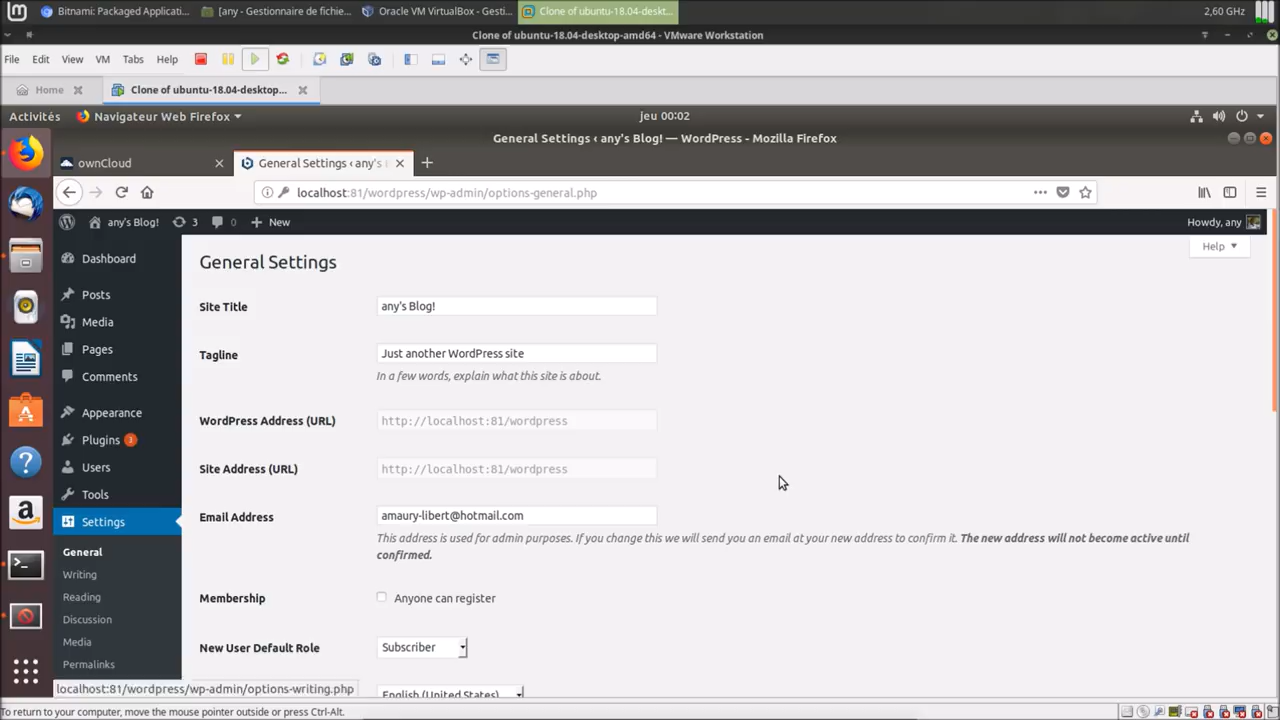 Bitnami: Packaged Applicati...
[any - Gestionnaire de fichie...
Oracle VM VirtualBox - Gesti...
Clone of ubuntu-18.04-deskt...
2,60 GHz
Clone of ubuntu-18.04-desktop-amd64 - VMware Workstation
File Edit View VM Tabs Help
Home
Clone of ubuntu-18.04-desktop...
Activités
Navigateur Web Firefox
jeu 00:02
General Settings ‹ any's Blog! — WordPress - Mozilla Firefox
ownCloud
General Settings ‹ any's
localhost:81/wordpress/wp-admin/options-general.php
any's Blog!
3
0
New
Howdy, any
Help
Dashboard
Posts
Media
Pages
Comments
Appearance
Plugins 3
Users
Tools
Settings
General
Writing
Reading
Discussion
Media
Permalinks
General Settings
Site Title
any's Blog!
Tagline
Just another WordPress site
In a few words, explain what this site is about.
WordPress Address (URL)
http://localhost:81/wordpress
Site Address (URL)
http://localhost:81/wordpress
Email Address
amaury-libert@hotmail.com
This address is used for admin purposes. If you change this we will send you an email at your new address to confirm it. The new address will not become active until
confirmed.
Membership
Anyone can register
New User Default Role
Subscriber
English (United States)
localhost:81/wordpress/wp-admin/options-writing.php
To return to your computer, move the mouse pointer outside or press Ctrl-Alt.